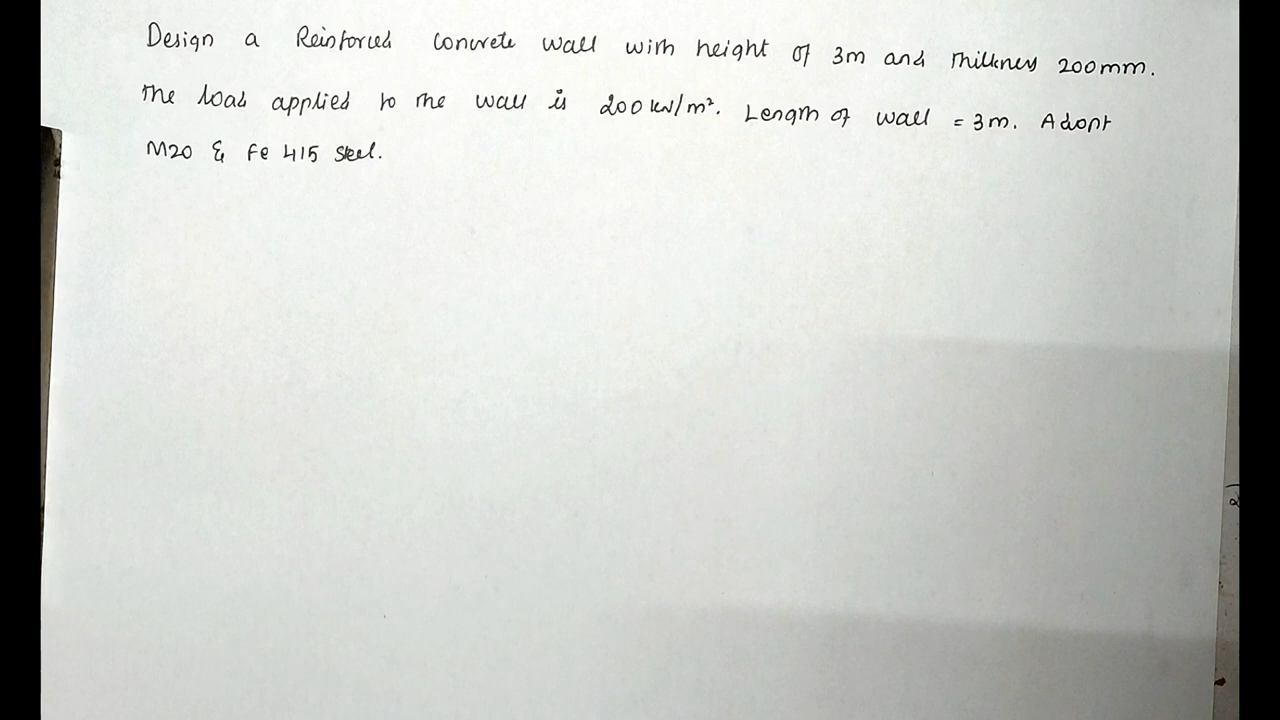 Design a Reinforced Concrete wall with height of 3m and thickness 200mm.
The load applied to the wall is 200 kN/m². Length of wall = 3m. Adopt
M20 & Fe 415 steel.